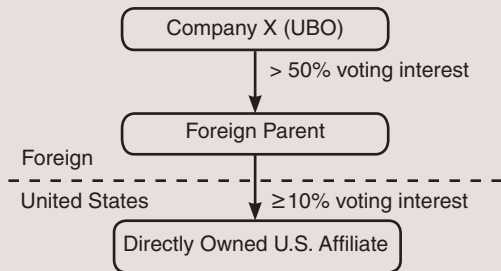 Company X (UBO)
> 50% voting interest
Foreign Parent
Foreign
United States
≥10% voting interest
Directly Owned U.S. Affiliate